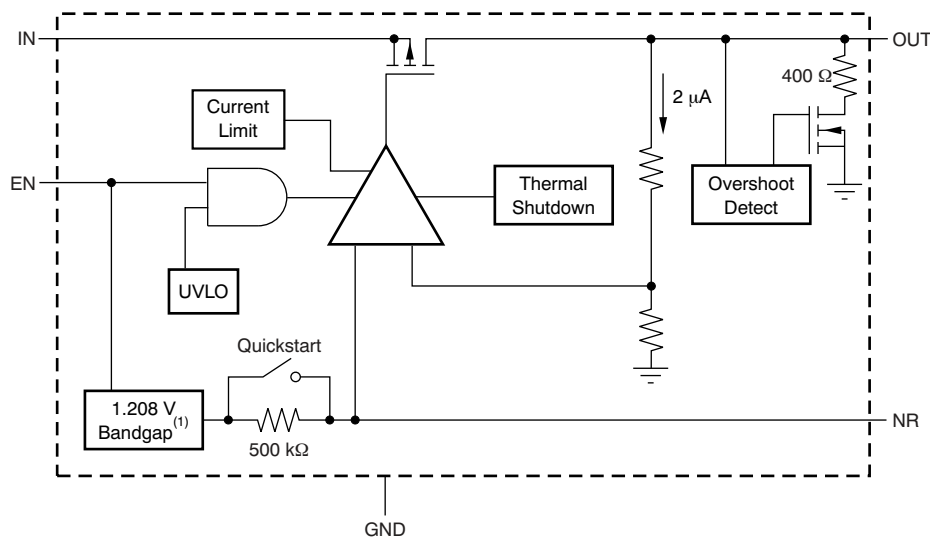 IN
OUT
400 Ω
2 µA
Current
Limit
EN
Thermal
Shutdown
Overshoot
Detect
UVLO
Quickstart
1.208 V
Bandgap(1)
500 kΩ
NR
GND